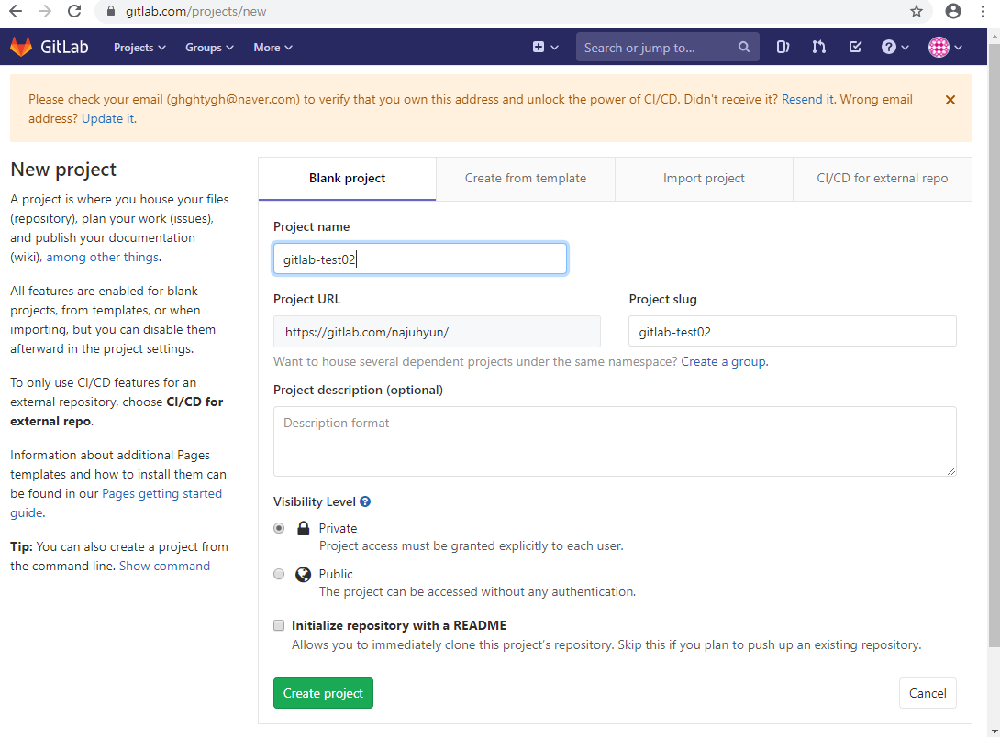 gitlab.com/projects/new
GitLab Projects Groups More Search or jump to...
Please check your email (ghghtygh@naver.com) to verify that you own this address and unlock the power of CI/CD. Didn't receive it? Resend it. Wrong email
address? Update it.
New project
A project is where you house your files
(repository), plan your work (issues),
and publish your documentation
(wiki), among other things.
All features are enabled for blank
projects, from templates, or when
importing, but you can disable them
afterward in the project settings.
To only use CI/CD features for an
external repository, choose CI/CD for
external repo.
Information about additional Pages
templates and how to install them can
be found in our Pages getting started
guide.
Tip: You can also create a project from
the command line. Show command
Blank project Create from template Import project CI/CD for external repo
Project name
gitlab-test02
Project URL Project slug
https://gitlab.com/najuhyun/ gitlab-test02
Want to house several dependent projects under the same namespace? Create a group.
Project description (optional)
Description format
Visibility Level
Private
Project access must be granted explicitly to each user.
Public
The project can be accessed without any authentication.
Initialize repository with a README
Allows you to immediately clone this project's repository. Skip this if you plan to push up an existing repository.
Create project Cancel